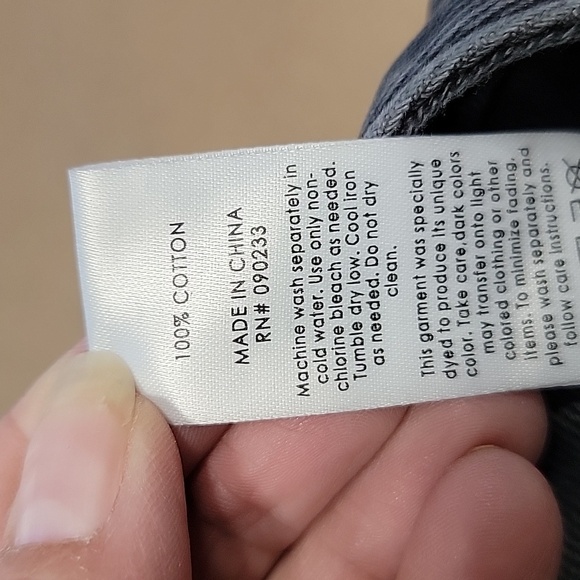 100% COTTON
MADE IN CHINA
RN# 090233
Machine wash separately in
cold water. Use only non-
chlorine bleach as needed.
Tumble dry low. Cool iron
as needed. Do not dry
clean.
This garment was specially
dyed to produce its unique
color. Take care, dark colors
may transfer onto light
colored clothing or other
items. To minimize fading,
please wash separately and
follow care instructions.